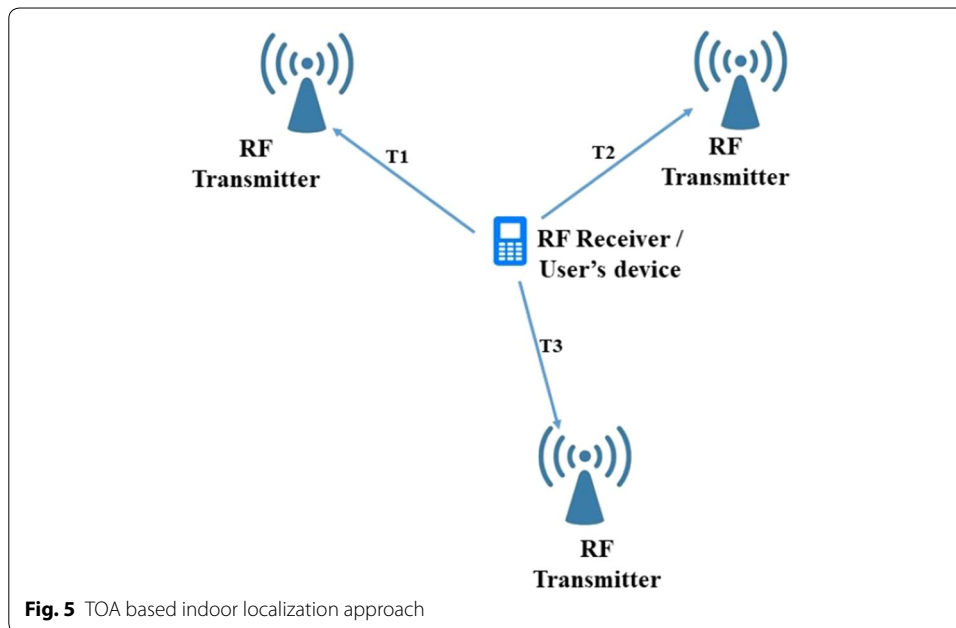 RF
Transmitter
T1
T2
RF
Transmitter
RF Receiver /
User’s device
T3
RF
Transmitter
Fig. 5 TOA based indoor localization approach